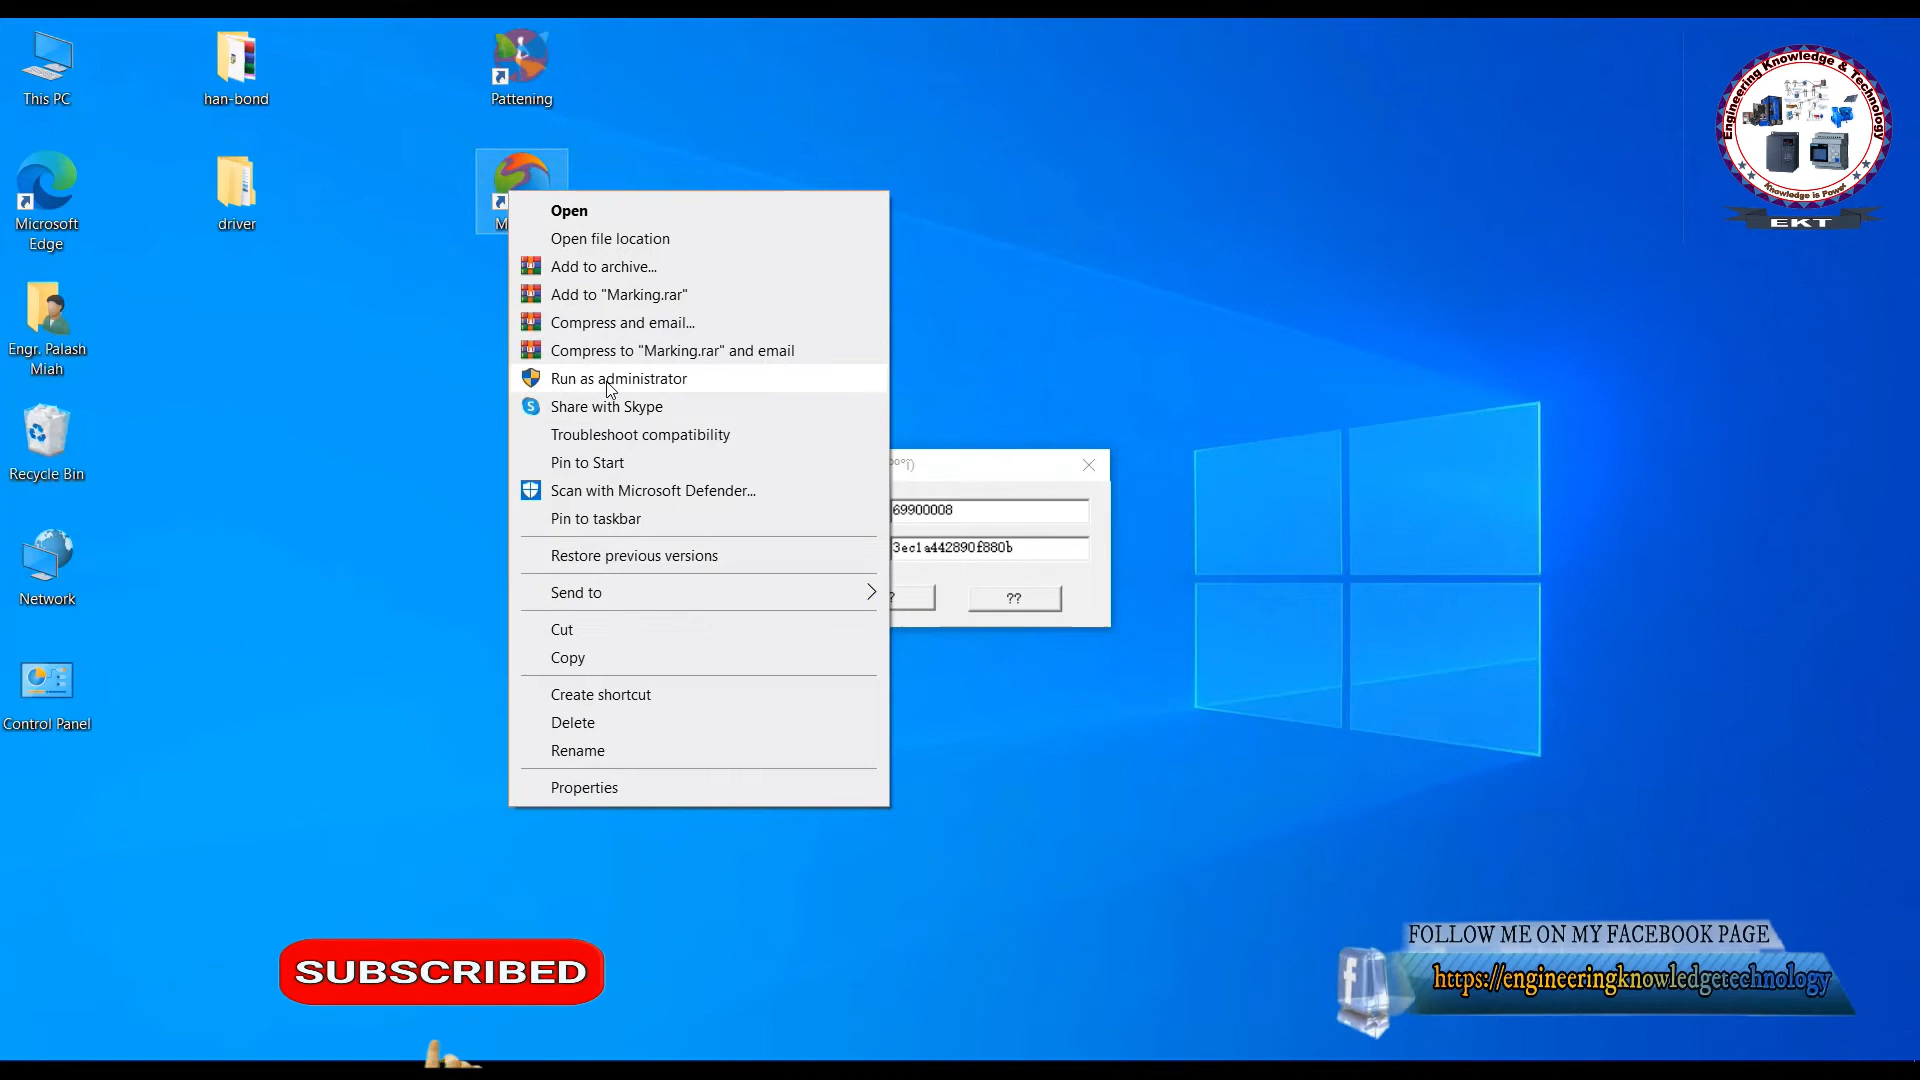 This PC
han-bond
Pattening
Microsoft
Edge
driver
Engr. Palash
Miah
Recycle Bin
Network
Control Panel
Open
Open file location
Add to archive...
Add to "Marking.rar"
Compress and email...
Compress to "Marking.rar" and email
Run as administrator
Share with Skype
Troubleshoot compatibility
Pin to Start
Scan with Microsoft Defender...
Pin to taskbar
Restore previous versions
Send to
Cut
Copy
Create shortcut
Delete
Rename
Properties
69900008
3ec1a442890f880b
?
??
Engineering Knowledge & Technology
Knowledge is Power
EKT
SUBSCRIBED
FOLLOW ME ON MY FACEBOOK PAGE
https://engineeringknowledgetechnology